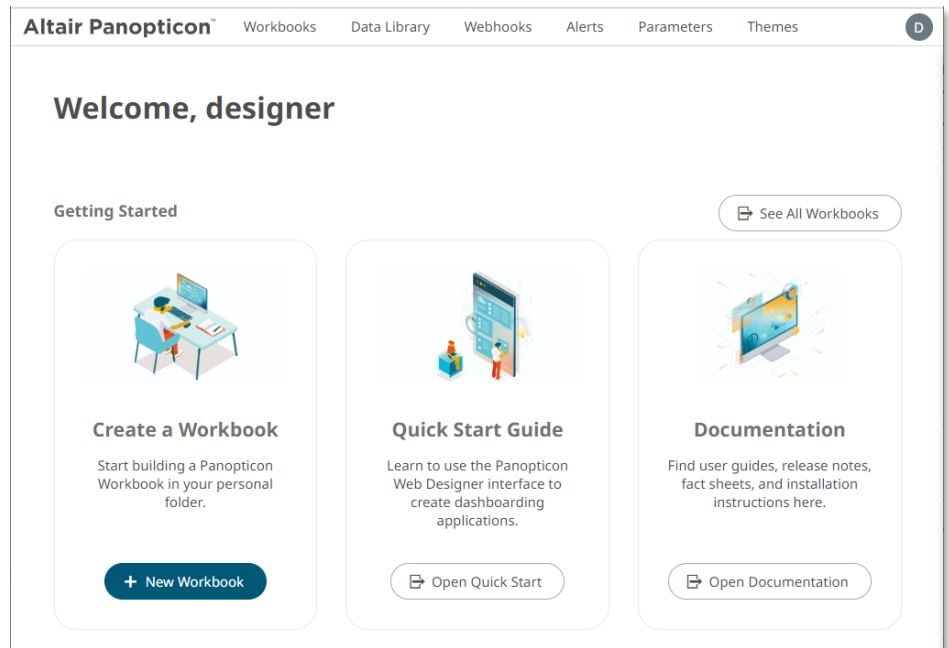 Altair Panopticon™ Workbooks Data Library Webhooks Alerts Parameters Themes D
Welcome, designer
Getting Started
See All Workbooks
Create a Workbook
Start building a Panopticon
Workbook in your personal
folder.
+ New Workbook
Quick Start Guide
Learn to use the Panopticon
Web Designer interface to
create dashboarding
applications.
Open Quick Start
Documentation
Find user guides, release notes,
fact sheets, and installation
instructions here.
Open Documentation